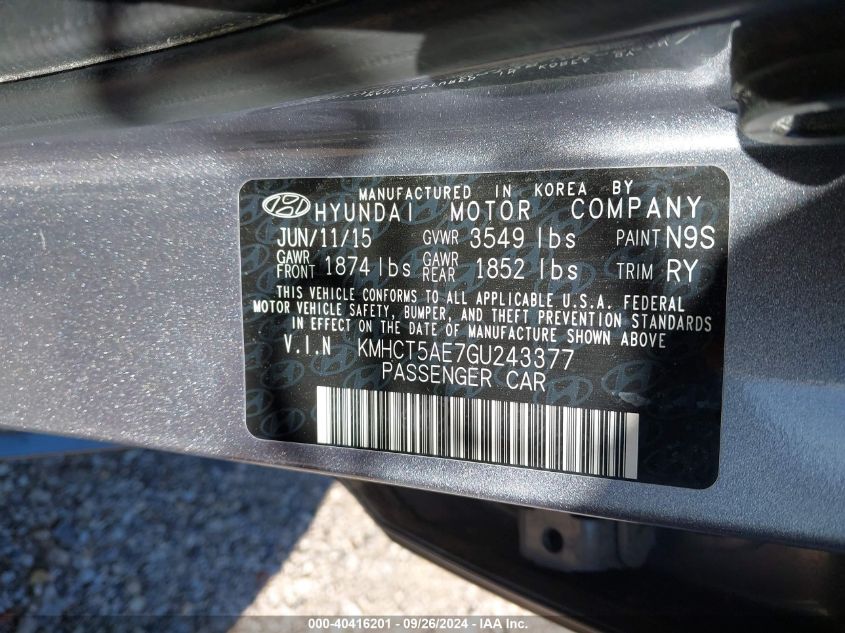 MANUFACTURED IN KOREA BY
HYUNDAI MOTOR COMPANY
JUN/11/15 GVWR 3549 lbs PAINT N9S
GAWR FRONT 1874 lbs GAWR REAR 1852 lbs TRIM RY
THIS VEHICLE CONFORMS TO ALL APPLICABLE U.S.A. FEDERAL
MOTOR VEHICLE SAFETY, BUMPER, AND THEFT PREVENTION STANDARDS
IN EFFECT ON THE DATE OF MANUFACTURE SHOWN ABOVE
V.I.N KMHCT5AE7GU243377
PASSENGER CAR
000-40416201 - 09/26/2024 - IAA Inc.